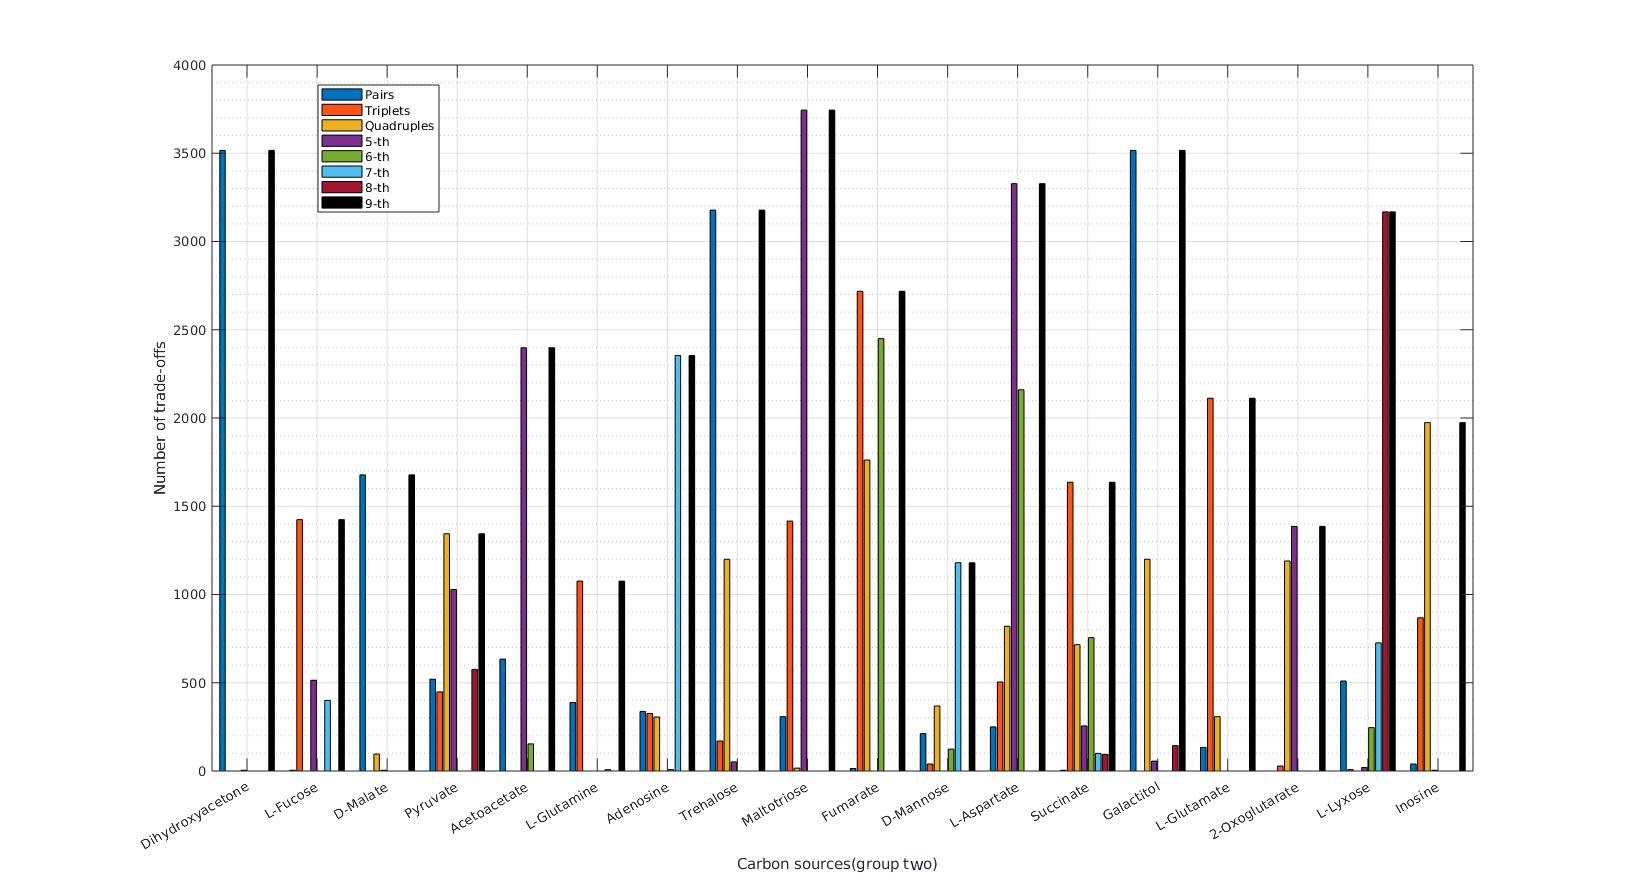 4000
3500
3000
2500
2000
1500
1000
500
0
Number of trade-offs
Pairs
Triplets
Quadruples
5-th
6-th
7-th
8-th
9-th
Dihydroxyacetone
L-Fucose
D-Malate
Pyruvate
Acetoacetate
L-Glutamine
Adenosine
Trehalose
Maltotriose
Fumarate
D-Mannose
L-Aspartate
Succinate
Galactitol
L-Glutamate
2-Oxoglutarate
L-Lyxose
Inosine
Carbon sources(group two)